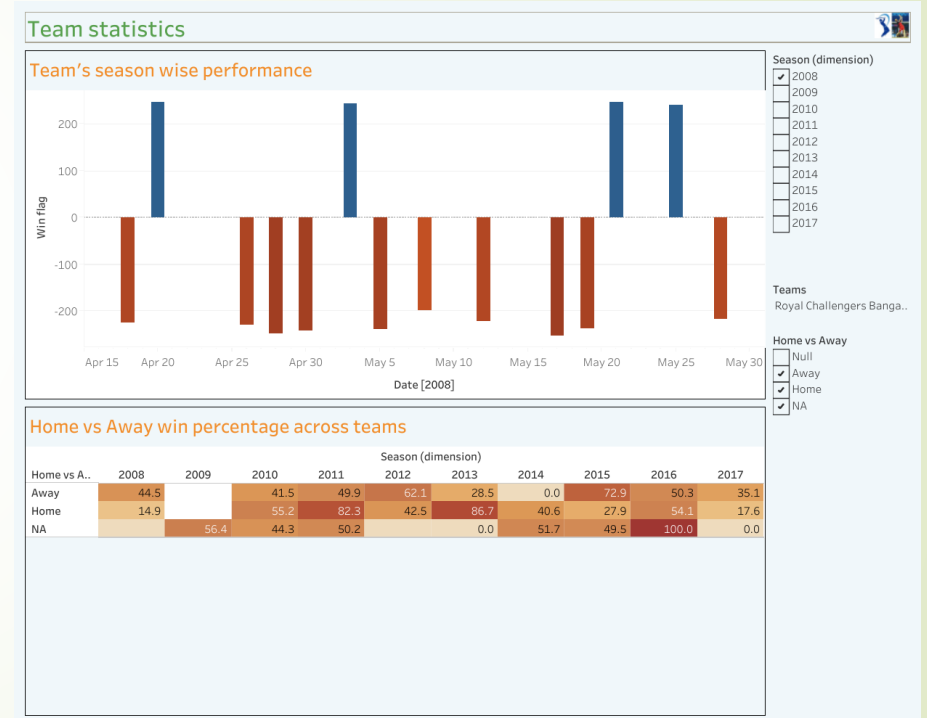 Team statistics
Team's season wise performance
Win flag
200
100
0
-100
-200
Apr 15 Apr 20 Apr 25 Apr 30 May 5 May 10 May 15 May 20 May 25 May 30
Date [2008]
Season (dimension)
2008
2009
2010
2011
2012
2013
2014
2015
2016
2017
Teams
Royal Challengers Banga..
Home vs Away
Null
Away
Home
NA
Home vs Away win percentage across teams
Season (dimension)
Home vs A.. 2008 2009 2010 2011 2012 2013 2014 2015 2016 2017
Away 44.5 41.5 49.9 62.1 28.5 0.0 72.9 50.3 35.1
Home 14.9 55.2 82.3 42.5 86.7 40.6 27.9 54.1 17.6
NA 56.4 44.3 50.2 0.0 51.7 49.5 100.0 0.0